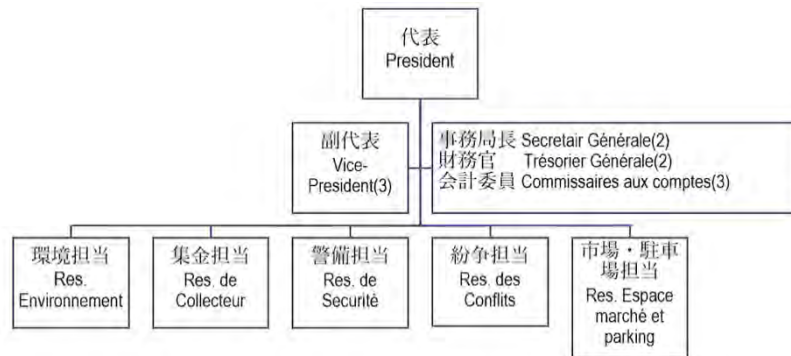 代表
President
副代表
Vice-
President(3)
事務局長 Secretair Générale(2)
財務官 Trésorier Générale(2)
会計委員 Commissaires aux comptes(3)
環境担当
Res.
Environnement
集金担当
Res. de
Collecteur
警備担当
Res. de
Securité
紛争担当
Res. des
Conflits
市場・駐車
場担当
Res. Espace
marché et
parking